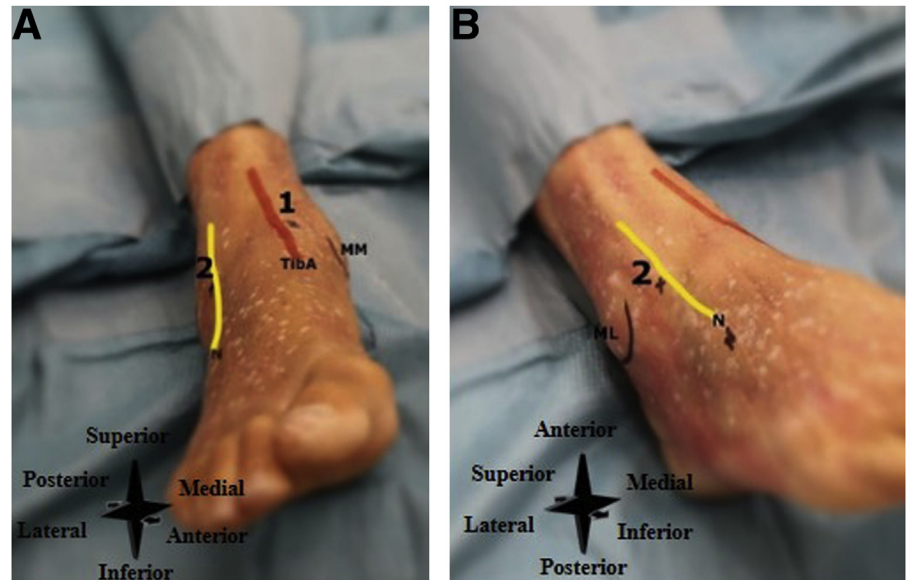 A
1
MM
TibA
2
N
Superior
Posterior
Medial
Lateral
Anterior
Inferior
B
2
N
ML
Anterior
Superior
Medial
Lateral
Inferior
Posterior